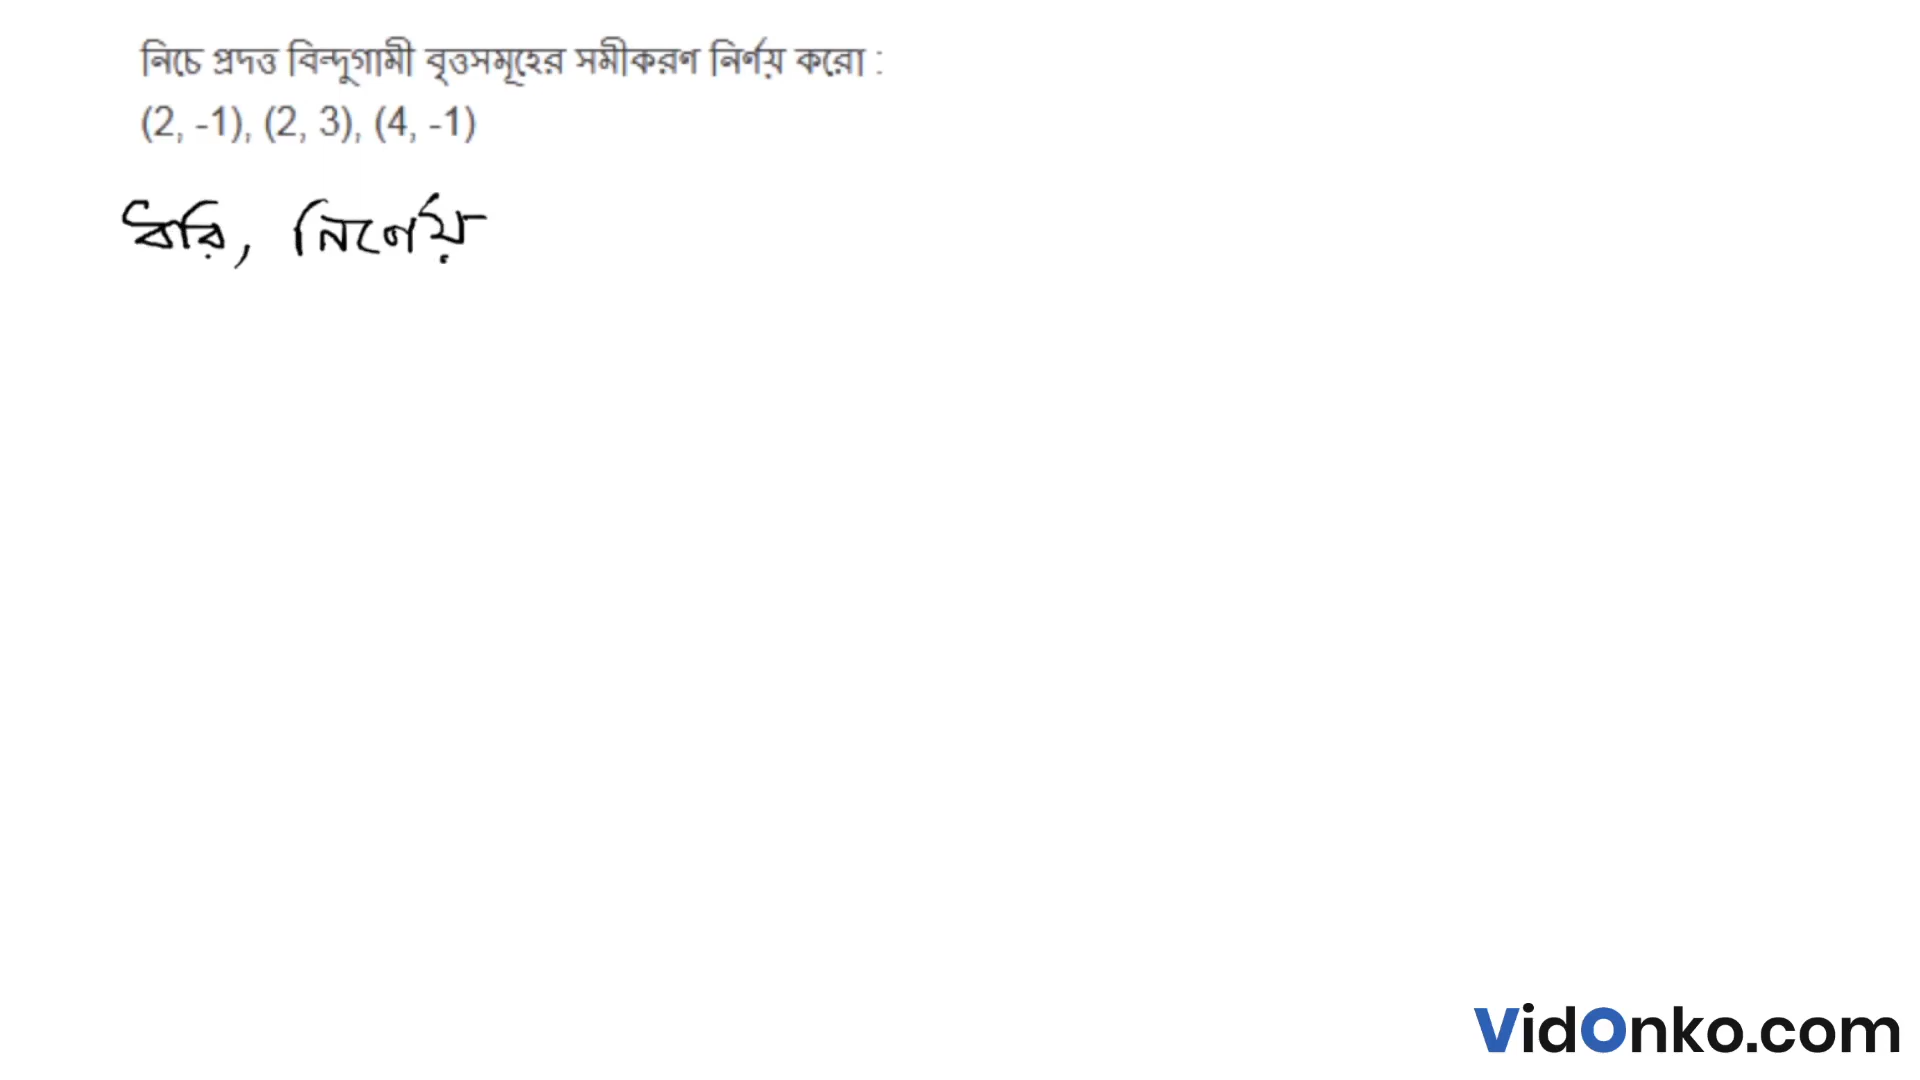 নিচে প্রদত্ত বিন্দুগামী বৃত্তসমূহের সমীকরণ নির্ণয় করো :
(2, -1), (2, 3), (4, -1)
ধরি, নির্ণেয়
VidOnko.com